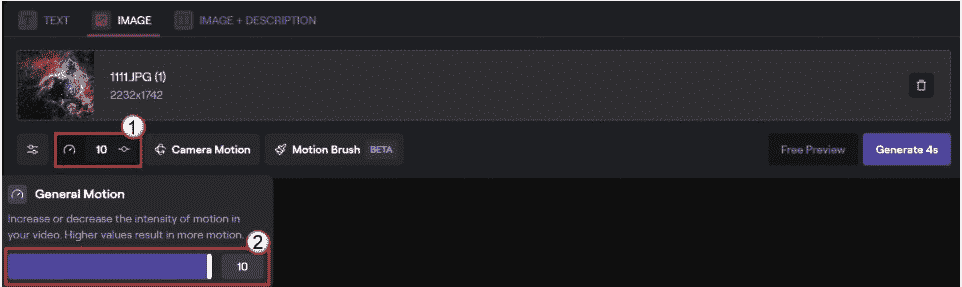 TEXT
IMAGE
IMAGE + DESCRIPTION
1111.JPG (1)
2232x1742
1
10
Camera Motion
Motion Brush BETA
Free Preview
Generate 4s
General Motion
Increase or decrease the intensity of motion in
your video. Higher values result in more motion.
2
10